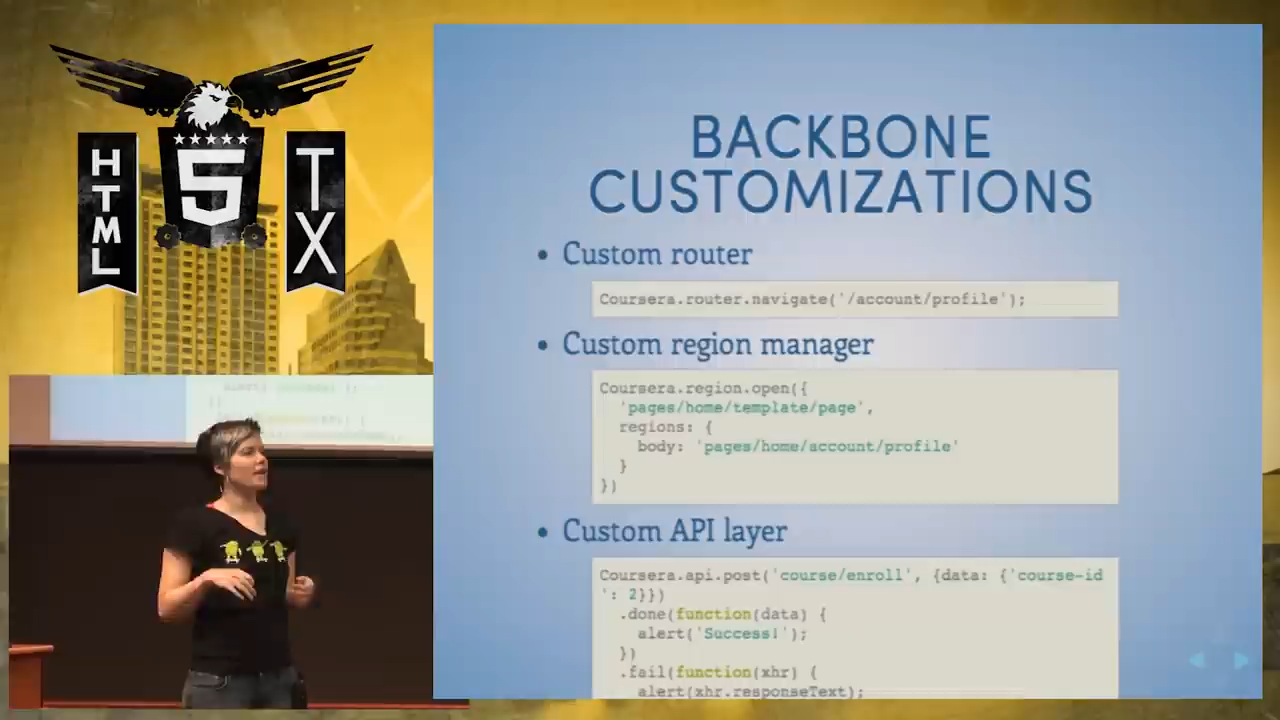 HTML
5
TX
BACKBONE
CUSTOMIZATIONS
• Custom router
Coursera.router.navigate('/account/profile');
• Custom region manager
Coursera.region.open({
'pages/home/template/page',
regions: {
body: 'pages/home/account/profile'
}
})
• Custom API layer
Coursera.api.post('course/enroll', {data: {'course-id
': 2}})
.done(function(data) {
alert('Success!');
})
.fail(function(xhr) {
alert(xhr.responseText);